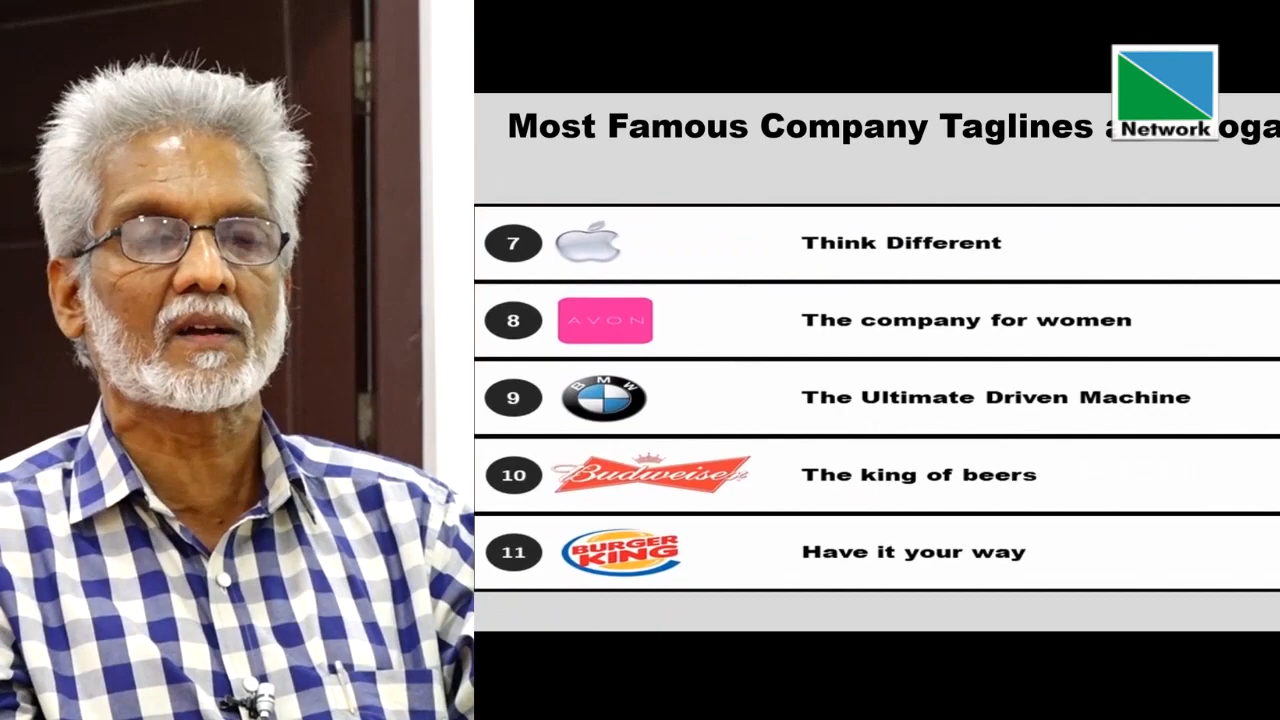 Most Famous Company Taglines a oga
Network
7 Think Different
8 AVON The company for women
9 BMW The Ultimate Driven Machine
10 Budweiser The king of beers
11 BURGER KING Have it your way